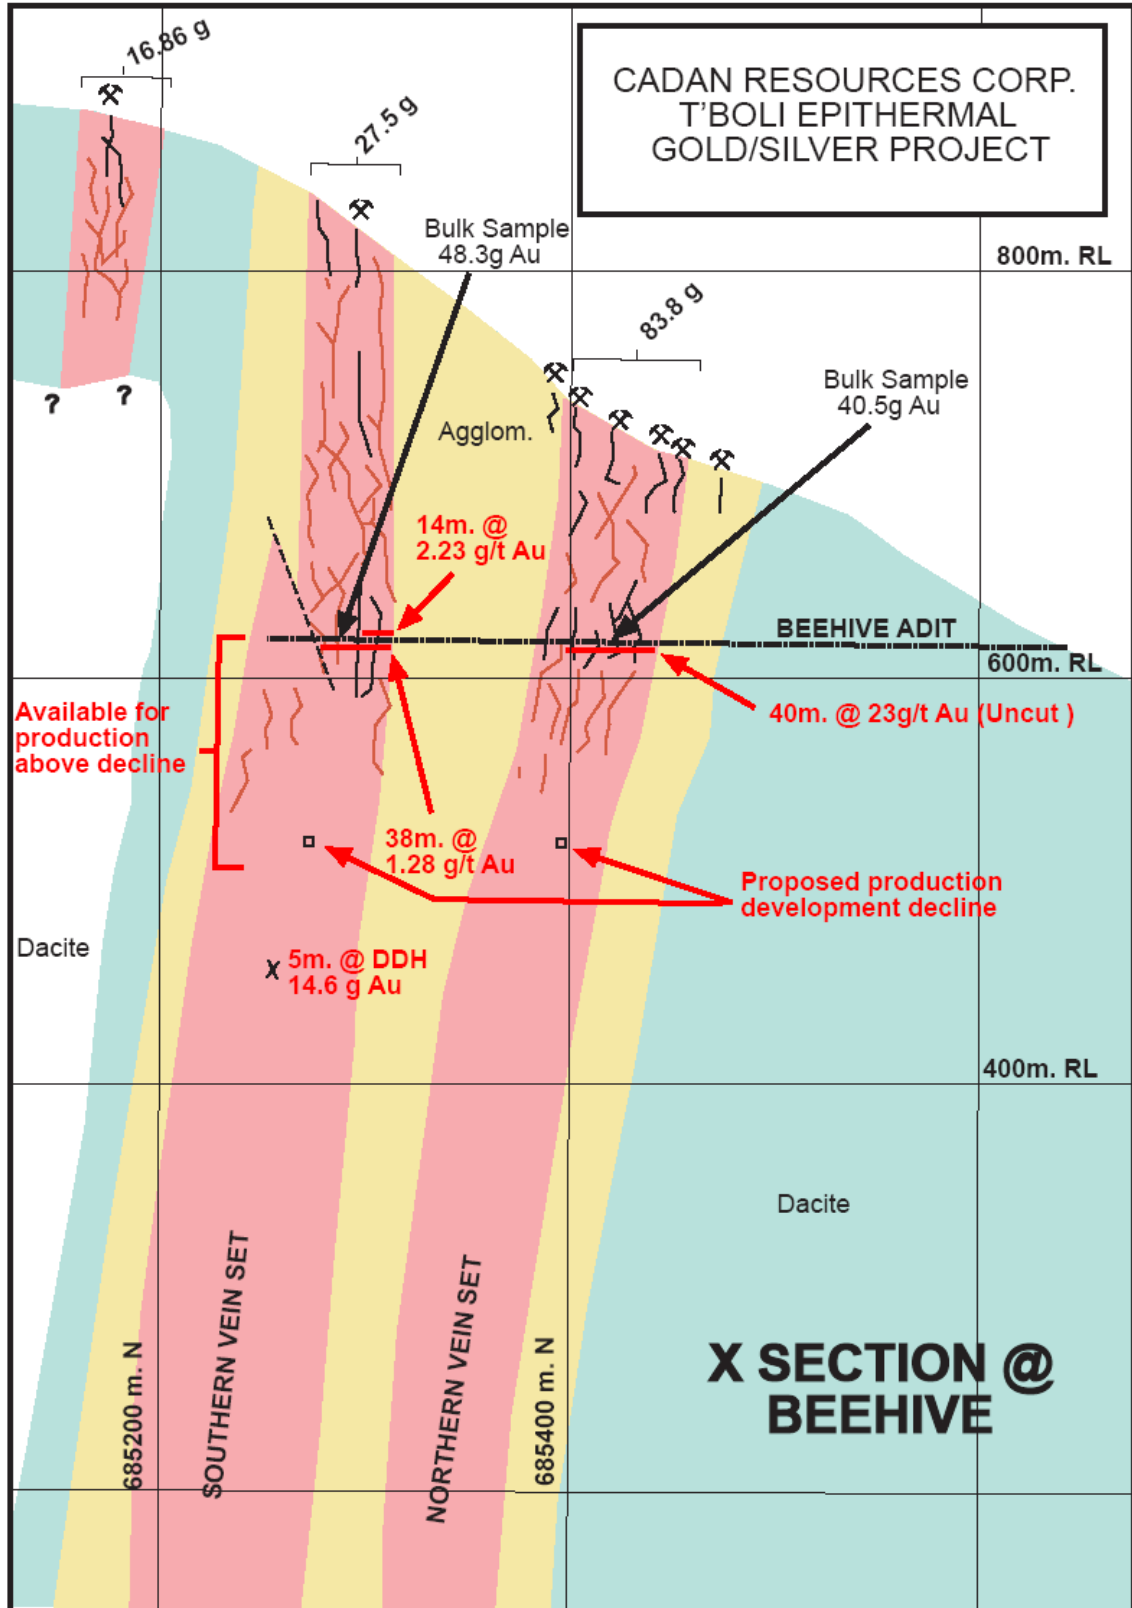 16.86 g
CADAN RESOURCES CORP.
T'BOLI EPITHERMAL
GOLD/SILVER PROJECT
27.5 g
Bulk Sample
48.3g Au
800m. RL
83.8 g
Bulk Sample
40.5g Au
?
?
Agglom.
14m. @
2.23 g/t Au
BEEHIVE ADIT
600m. RL
Available for
production
above decline
40m. @ 23g/t Au (Uncut )
38m. @
1.28 g/t Au
Proposed production
development decline
Dacite
X
5m. @ DDH
14.6 g Au
400m. RL
Dacite
SOUTHERN VEIN SET
NORTHERN VEIN SET
685200 m. N
685400 m. N
X SECTION @
BEEHIVE